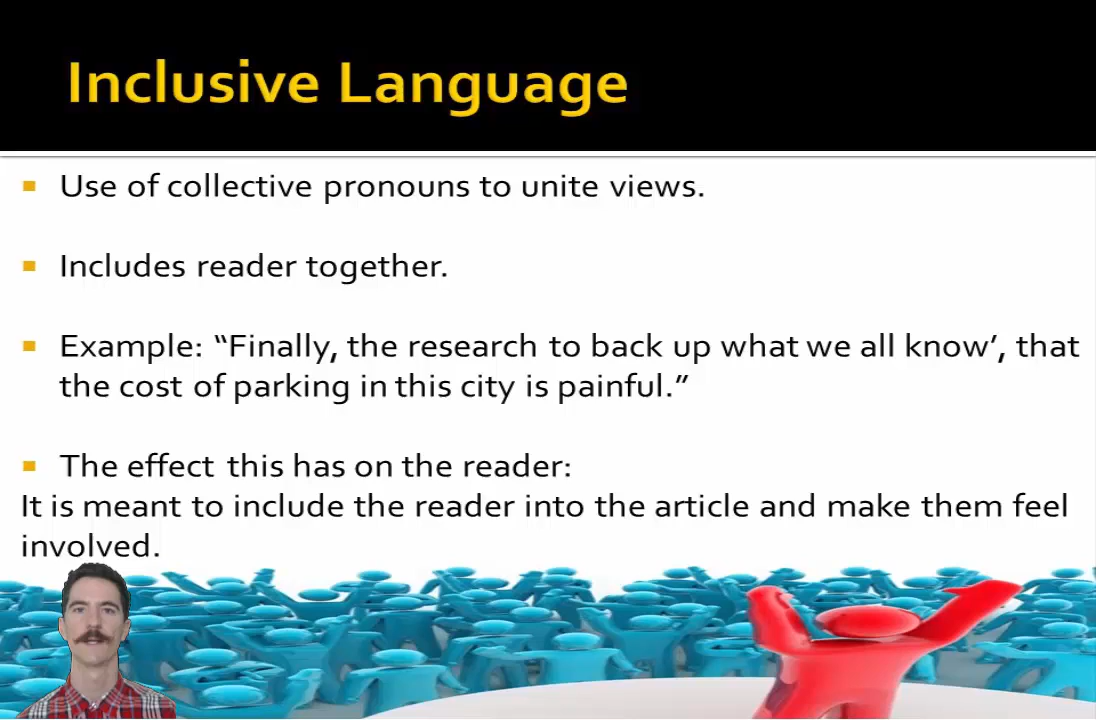 Inclusive Language
Use of collective pronouns to unite views.
Includes reader together.
Example: “Finally, the research to back up what we all know’, that
the cost of parking in this city is painful.”
The effect this has on the reader:
It is meant to include the reader into the article and make them feel
involved.